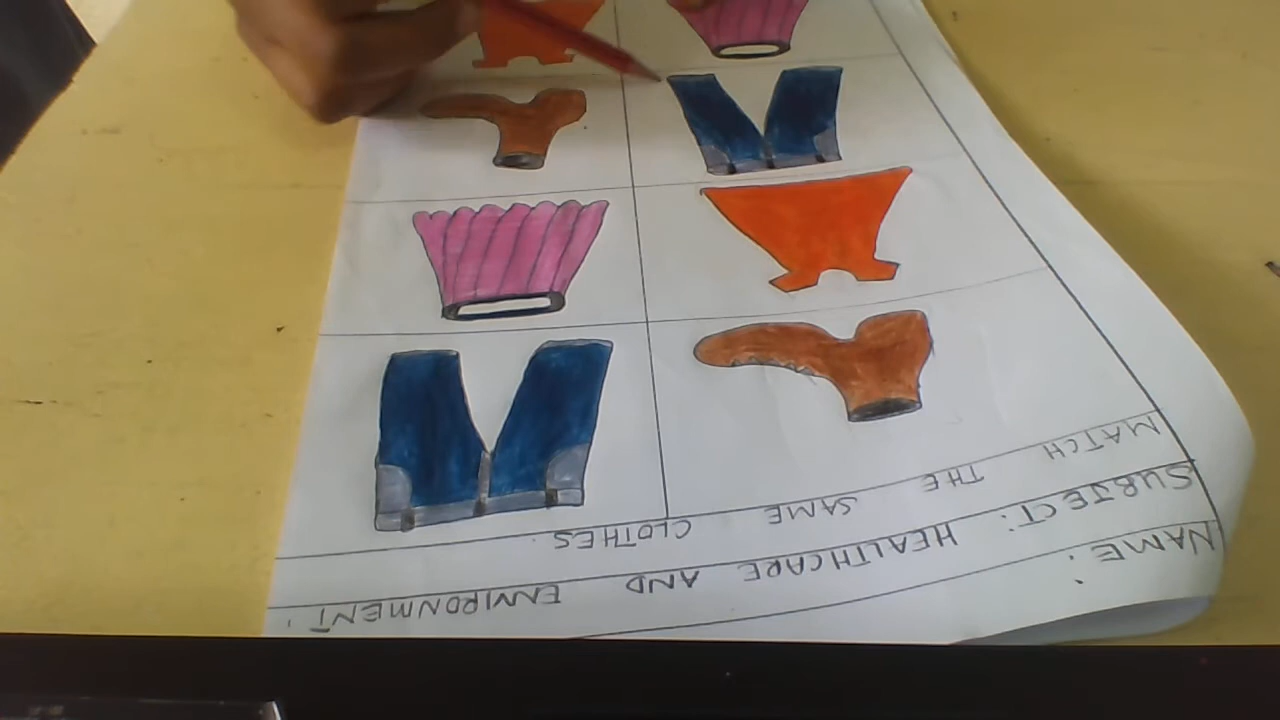 NAME:
SUBJECT: HEALTHCARE AND ENVIRONMENT.
MATCH THE SAME CLOTHES.